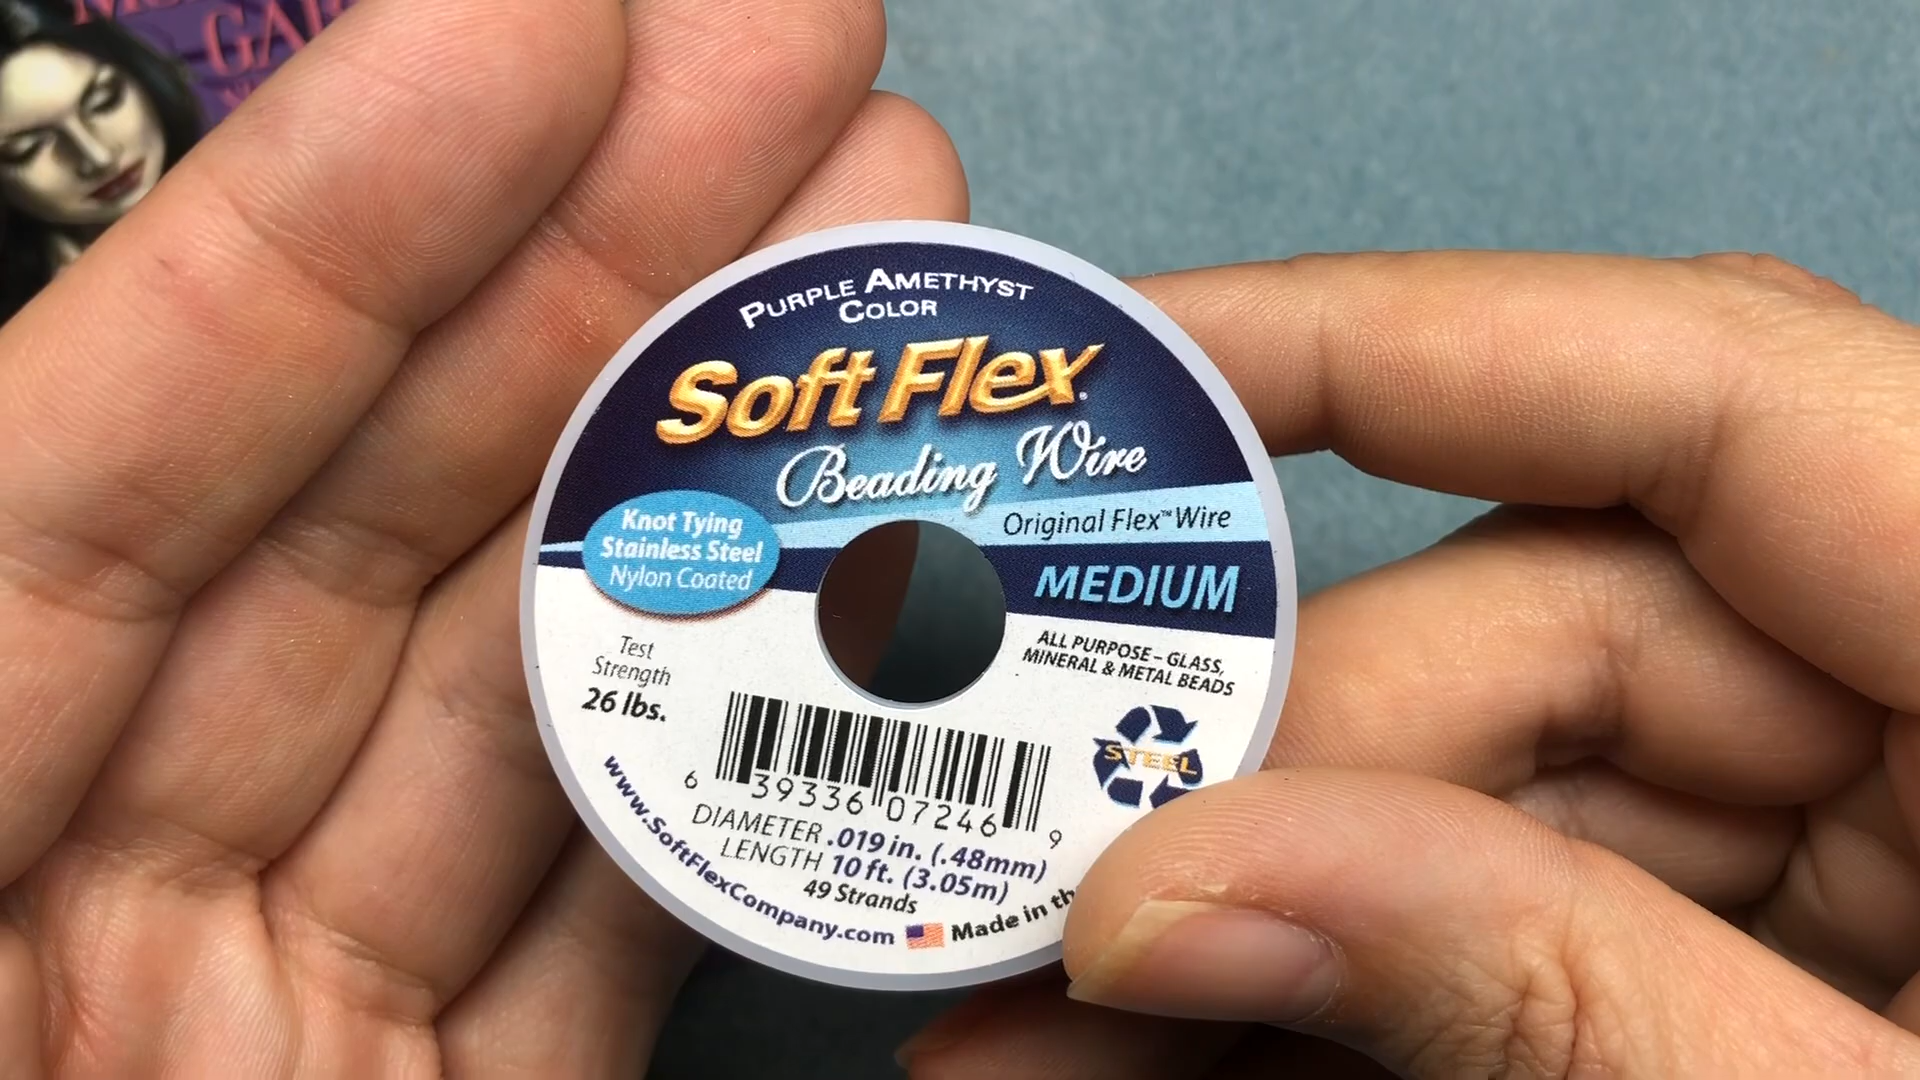 PURPLE AMETHYST
COLOR
Soft Flex®
Beading Wire
Original Flex™ Wire
MEDIUM
Knot Tying
Stainless Steel
Nylon Coated
ALL PURPOSE – GLASS,
MINERAL & METAL BEADS
Test
Strength
26 lbs.
STEEL
6 39336 07246 9
DIAMETER .019 in. (.48mm)
LENGTH 10 ft. (3.05m)
49 Strands
www.SoftFlexCompany.com
Made in th